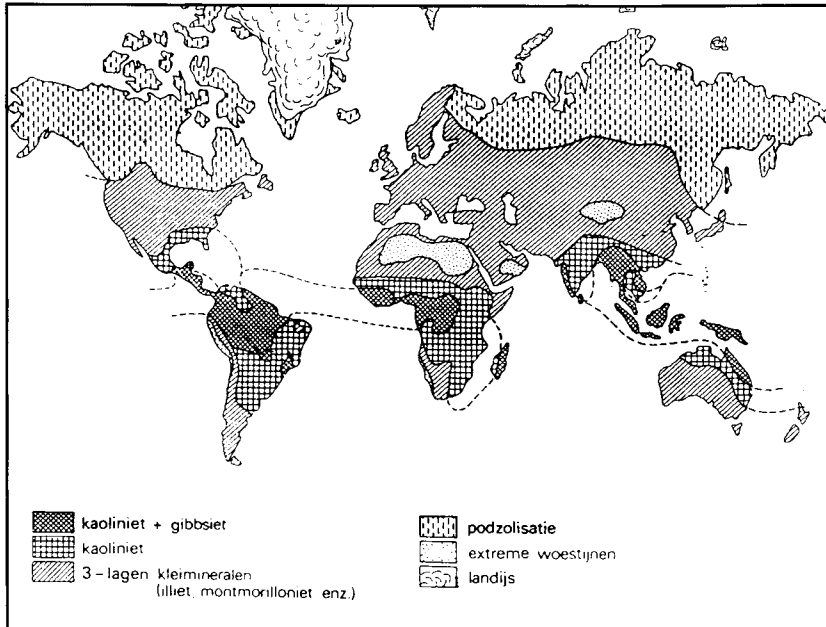 kaoliniet + gibbsiet
kaoliniet
3-lagen kleimineralen
(illiet, montmorilloniet enz.)
podzolisatie
extreme woestijnen
landijs